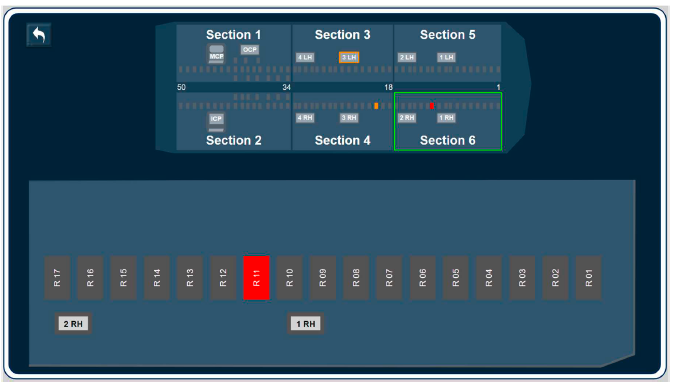 Section 1 Section 3 Section 5
MCP OCP 4 LH 3 LH 2 LH 1 LH
50 34 18 1
ICP 4 RH 3 RH 2 RH 1 RH
Section 2 Section 4 Section 6
R 17 R 16 R 15 R 14 R 13 R 12 R 11 R 10 R 09 R 08 R 07 R 06 R 05 R 04 R 03 R 02 R 01
2 RH 1 RH